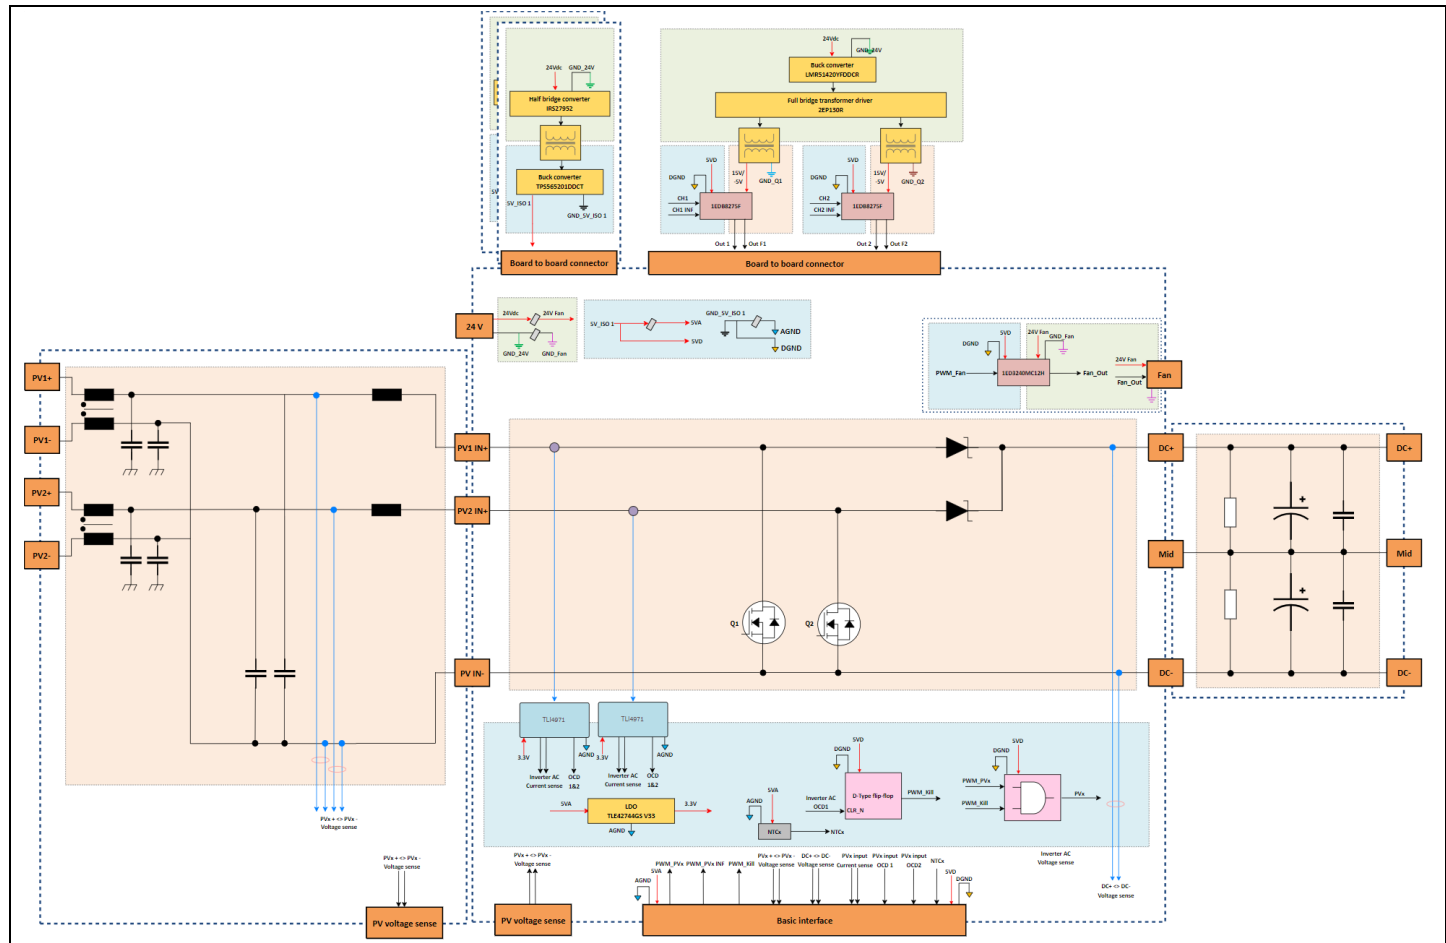 24Vdc
GND_24V
Half bridge converter
IRS27952
Buck converter
TPS565201DDCT
5V_ISO 1
GND_5V_ISO 1
5V
Board to board connector
24Vdc
GND_24V
Buck converter
LMR51420YFDDCR
Full bridge transformer driver
2EP130R
5VD
DGND
15V/
-5V
GND_Q1
CH1
CH1 INF
1EDB8275F
Out 1
Out F1
5VD
DGND
15V/
-5V
GND_Q2
CH2
CH2 INF
1EDB8275F
Out 2
Out F2
Board to board connector
24 V
24Vdc
24V Fan
GND_24V
GND_Fan
5V_ISO 1
5VA
5VD
GND_5V_ISO 1
AGND
DGND
5VD
DGND
24V Fan
GND_Fan
PWM_Fan
1ED3240MC12H
Fan_Out
24V Fan
Fan_Out
Fan
PV1+
PV1-
PV2+
PV2-
PV1 IN+
PV2 IN+
PV IN-
Q1
Q2
DC+
Mid
DC-
DC+
Mid
DC-
PVx + <> PVx -
Voltage sense
PVx + <> PVx -
Voltage sense
PV voltage sense
TLI4971
3.3V
AGND
Inverter AC
Current sense
OCD
1&2
TLI4971
3.3V
AGND
Inverter AC
Current sense
OCD
1&2
5VA
LDO
TLE42744GS V33
3.3V
AGND
5VA
AGND
NTCx
NTCx
5VD
DGND
D-Type flip-flop
Inverter AC
OCD1
CLR_N
PWM_Kill
5VD
DGND
PWM_PVx
PWM_Kill
PVx
Inverter AC
Voltage sense
DC+ <> DC-
Voltage sense
PVx + <> PVx -
Voltage sense
PV voltage sense
AGND
5VA
PWM_PVx
PWM_PVx INF
PWM_Kill
PVx + <> PVx -
Voltage sense
DC+ <> DC-
Voltage sense
PVx input
Current sense
PVx input
OCD 1
PVx input
OCD2
NTCx
5VD
DGND
Basic interface